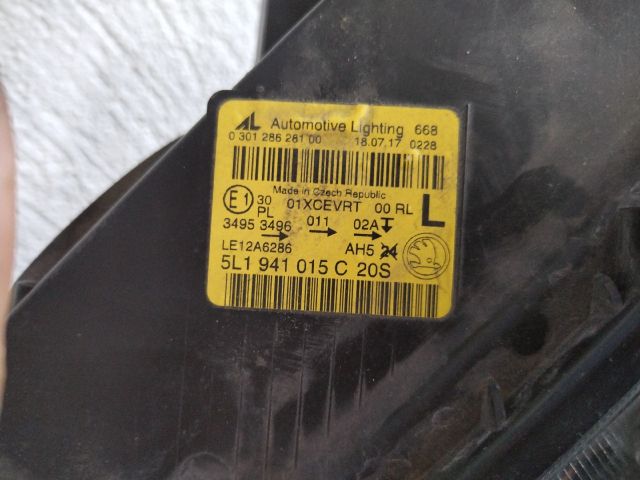 AL Automotive Lighting 668
0 301 286 261 00 18.07.17 0228
Made in Czech Republic
E1 30 01XCEVRT 00 RL L
PL 011 02A
3495 3496
LE12A6286 AH5 24
5L1 941 015 C 20S